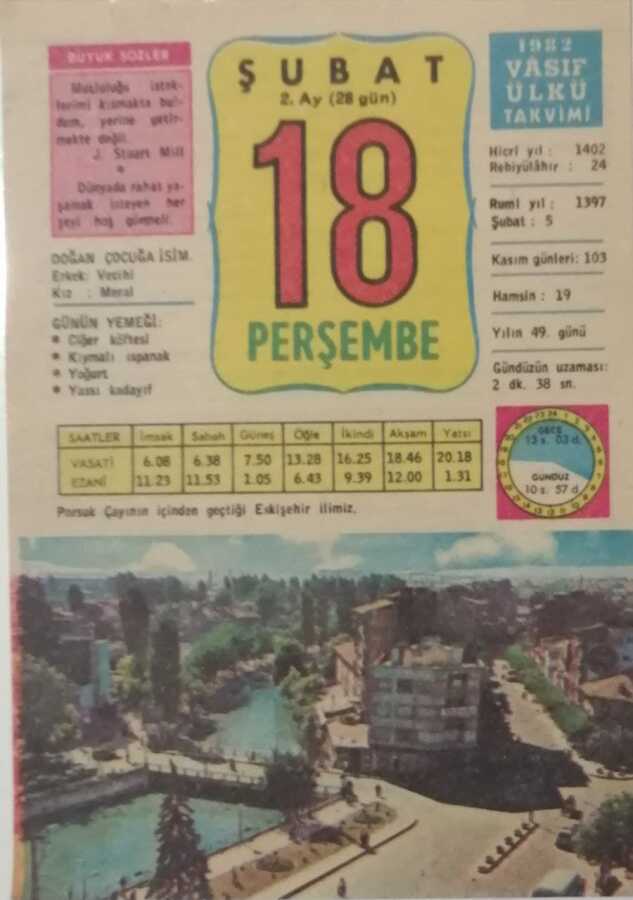 BÜYÜK SÖZLER
Mutluluğu istek-
lerimi kısmakta bul-
dum, yerine getir-
mekte değil.
J. Stuart Mill
*
Dünyada rahat ya-
şamak isteyen her
şeyi hoş görmeli.
DOĞAN ÇOCUĞA İSİM.
Erkek: Vecihi
Kız : Meral
GÜNÜN YEMEĞİ:
* Ciğer köftesi
* Kıymalı ıspanak
* Yoğurt
* Yassı kadayıf
ŞUBAT
2. Ay (28 gün)
18
PERŞEMBE
1982
VÂSIF
ÜLKÜ
TAKVİMİ
Hicrî yıl : 1402
Rebiyülâhır : 24
Rumî yıl : 1397
Şubat : 5
Kasım günleri: 103
Hamsin : 19
Yılın 49. günü
Gündüzün uzaması:
2 dk. 38 sn.
SAATLER İmsak Sabah Güneş Öğle İkindi Akşam Yatsı
VASATİ 6.08 6.38 7.50 13.28 16.25 18.46 20.18
EZANİ 11.23 11.53 1.05 6.43 9.39 12.00 1.31
GECE
13 s. 03 d.
GÜNDÜZ
10 s. 57 d.
Porsuk Çayının içinden geçtiği Eskişehir ilimiz.